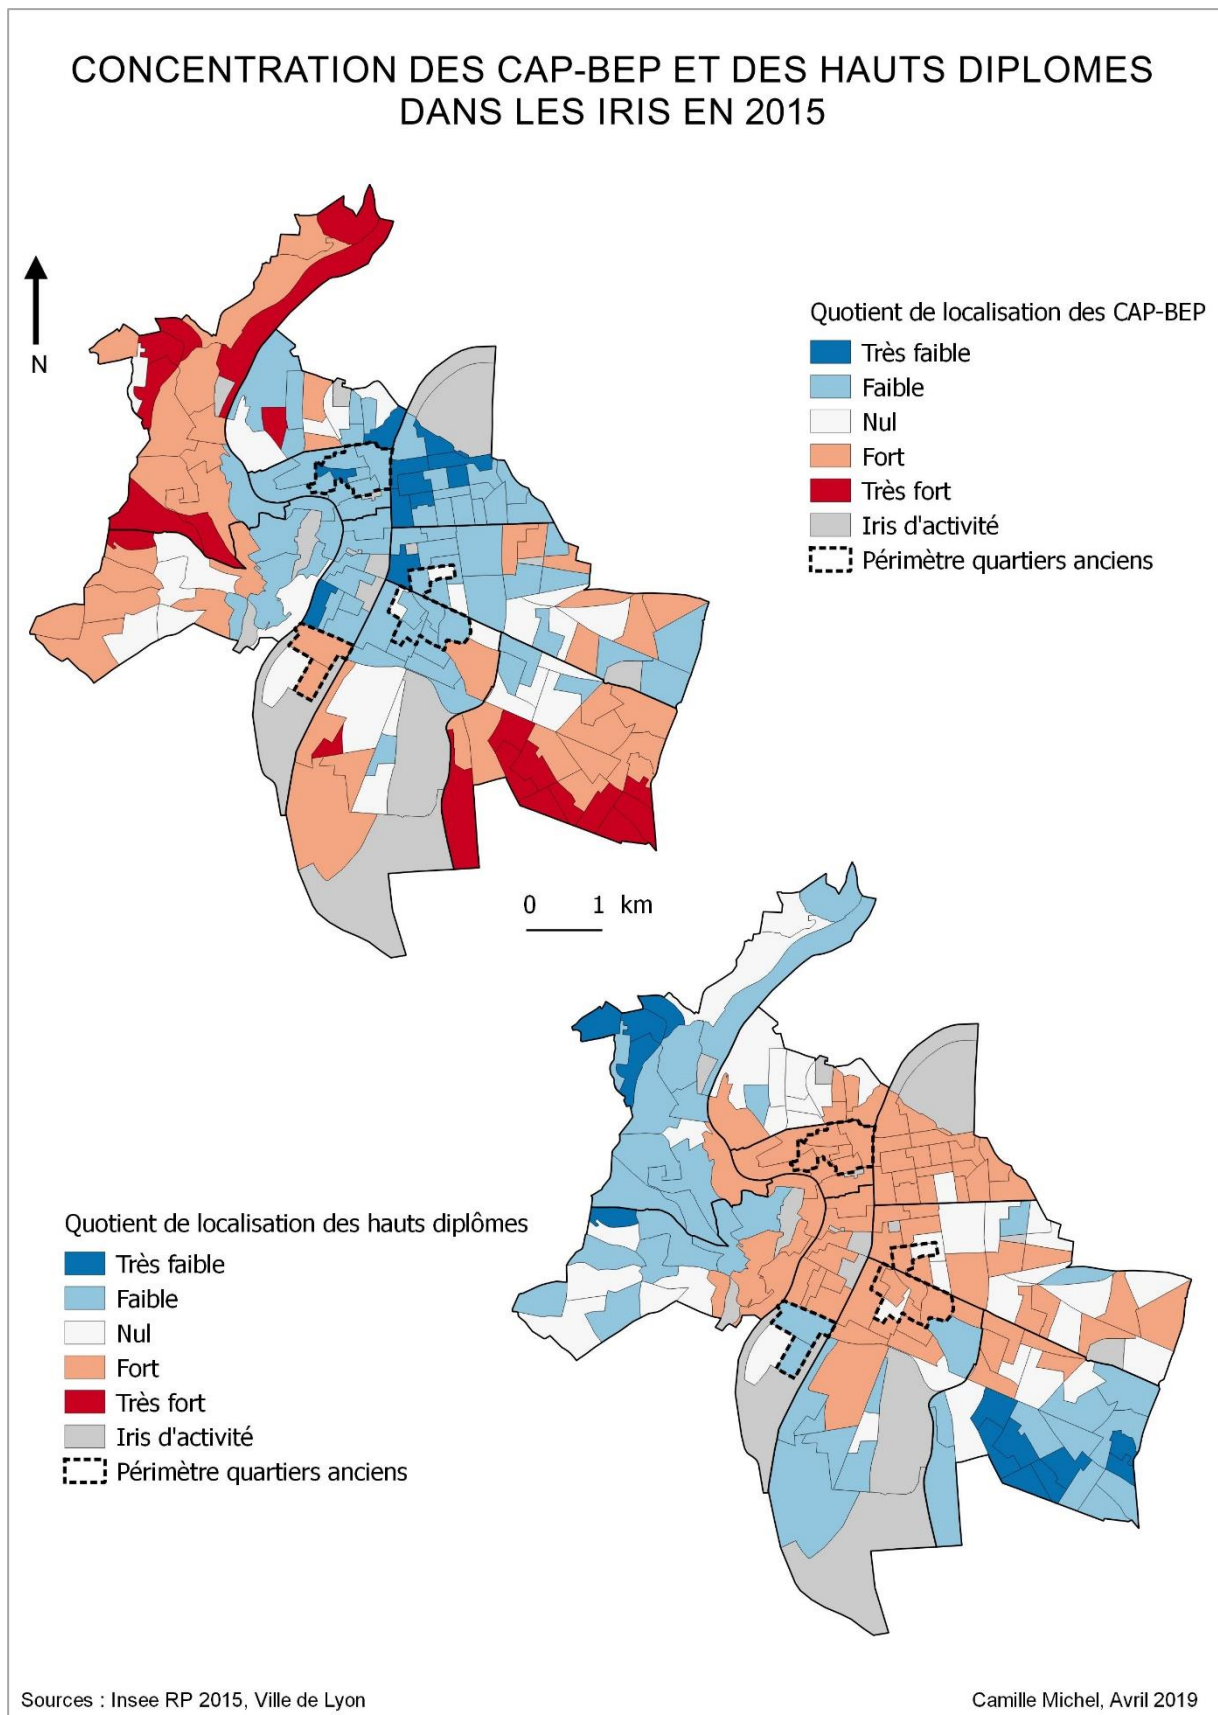 CONCENTRATION DES CAP-BEP ET DES HAUTS DIPLOMES
DANS LES IRIS EN 2015
N
Quotient de localisation des CAP-BEP
Très faible
Faible
Nul
Fort
Très fort
Iris d'activité
Périmètre quartiers anciens
0 1 km
Quotient de localisation des hauts diplômes
Très faible
Faible
Nul
Fort
Très fort
Iris d'activité
Périmètre quartiers anciens
Sources : Insee RP 2015, Ville de Lyon
Camille Michel, Avril 2019